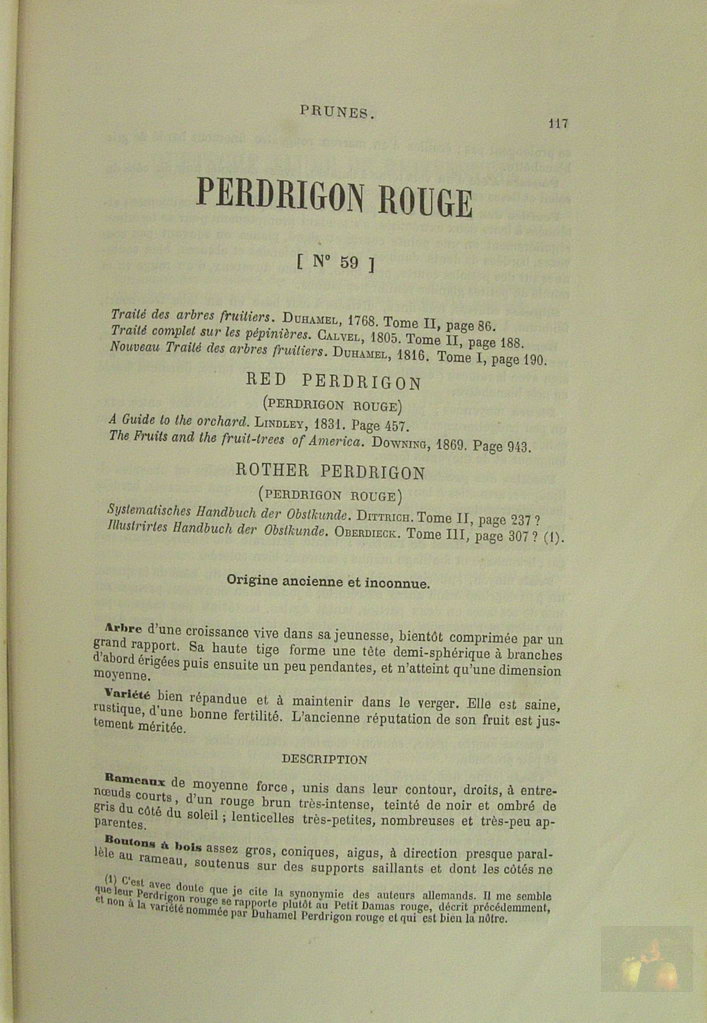 PRUNES.
117
PERDRIGON ROUGE
[ N° 59 ]
Traité des arbres fruitiers. DUHAMEL, 1768. Tome II, page 86.
Traité complet sur les pépinières. CALVEL, 1805. Tome II, page 188.
Nouveau Traité des arbres fruitiers. DUHAMEL, 1816. Tome I, page 190.
RED PERDRIGON
(PERDRIGON ROUGE)
A Guide to the orchard. LINDLEY, 1831. Page 457.
The Fruits and the fruit-trees of America. DOWNING, 1869. Page 943.
ROTHER PERDRIGON
(PERDRIGON ROUGE)
Systematisches Handbuch der Obstkunde. DITTRICH. Tome II, page 237 ?
Illustrirtes Handbuch der Obstkunde. OBERDIECK. Tome III, page 307 ? (1).
Origine ancienne et inconnue.
Arbre d'une croissance vive dans sa jeunesse, bientôt comprimée par un
grand rapport. Sa haute tige forme une tête demi-sphérique à branches
d'abord érigées puis ensuite un peu pendantes, et n'atteint qu'une dimension
moyenne.
Variété bien répandue et à maintenir dans le verger. Elle est saine,
rustique, d'une bonne fertilité. L'ancienne réputation de son fruit est jus-
tement méritée.
DESCRIPTION
Rameaux de moyenne force, unis dans leur contour, droits, à entre-
nœuds courts, d'un rouge brun très-intense, teinté de noir et ombré de
gris du côté du soleil ; lenticelles très-petites, nombreuses et très-peu ap-
parentes.
Boutons à bois assez gros, coniques, aigus, à direction presque paral-
lèle au rameau, soutenus sur des supports saillants et dont les côtés ne
(1) C'est avec doute que je cite la synonymie des auteurs allemands. Il me semble
que leur Perdrigon rouge se rapporte plutôt au Petit Damas rouge, décrit précédemment,
et non à la variété nommée par Duhamel Perdrigon rouge et qui est bien la nôtre.